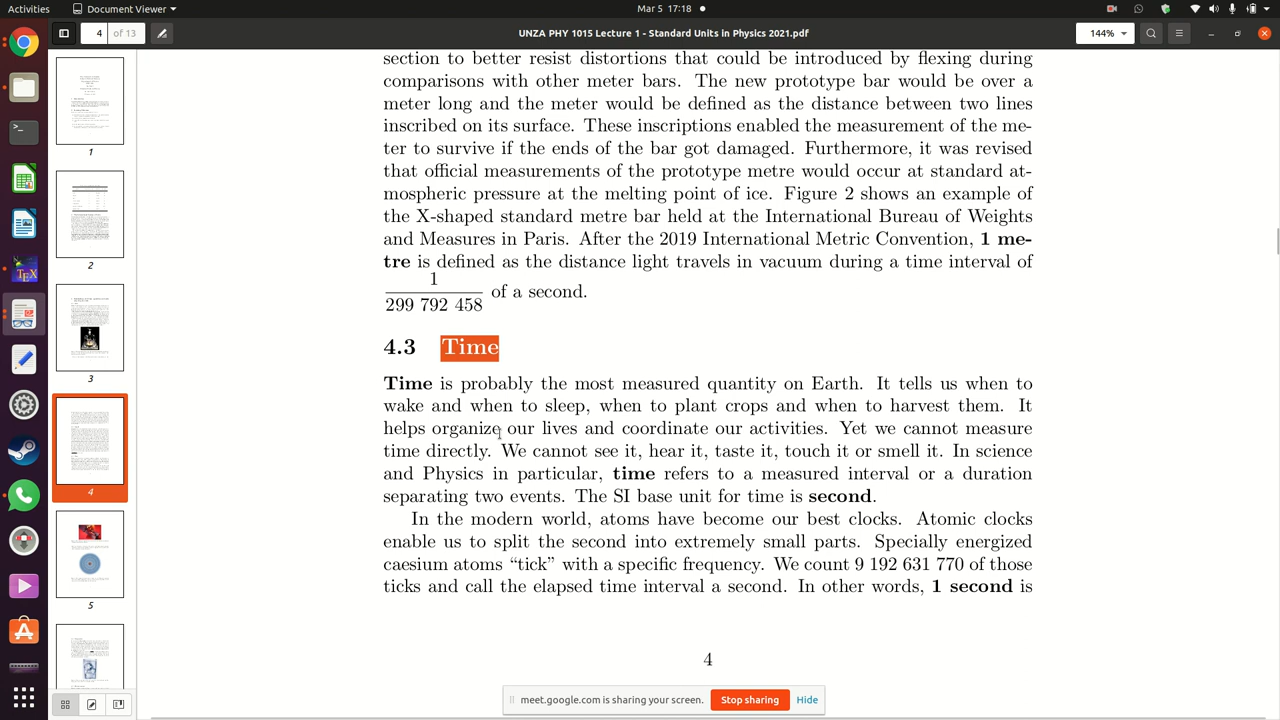 Activities
Document Viewer
Mar 5 17:18
4
of 13
UNZA PHY 1015 Lecture 1 - Standard Units in Physics 2021.pdf
144%
1
2
3
4
5
section to better resist distortions that could be introduced by flexing during
comparisons with other meter bars. The new prototype bar would be over a
meter long and the meter would be defined as the distance between two lines
inscribed on its surface. These inscriptions enabled the measurement of the me-
ter to survive if the ends of the bar got damaged. Furthermore, it was revised
that official measurements of the prototype metre would occur at standard at-
mospheric pressure at the melting point of ice. Figure 2 shows an example of
the X-shaped standard metre bar held at the International Bureau of Weights
and Measures in Paris. After the 2019 International Metric Convention, 1 me-
tre is defined as the distance light travels in vacuum during a time interval of
1
299 792 458 of a second.
4.3 Time
Time is probably the most measured quantity on Earth. It tells us when to
wake and when to sleep, when to plant crops and when to harvest them. It
helps organize our lives and coordinate our activities. Yet we cannot measure
time directly. We cannot see it, hear it, taste it, touch it or smell it. In science
and Physics in particular, time refers to a measured interval or a duration
separating two events. The SI base unit for time is second.
In the modern world, atoms have become our best clocks. Atomic clocks
enable us to split the second into extremely small parts. Specially energized
caesium atoms "tick" with a specific frequency. We count 9 192 631 770 of those
ticks and call the elapsed time interval a second. In other words, 1 second is
4
meet.google.com is sharing your screen.
Stop sharing
Hide